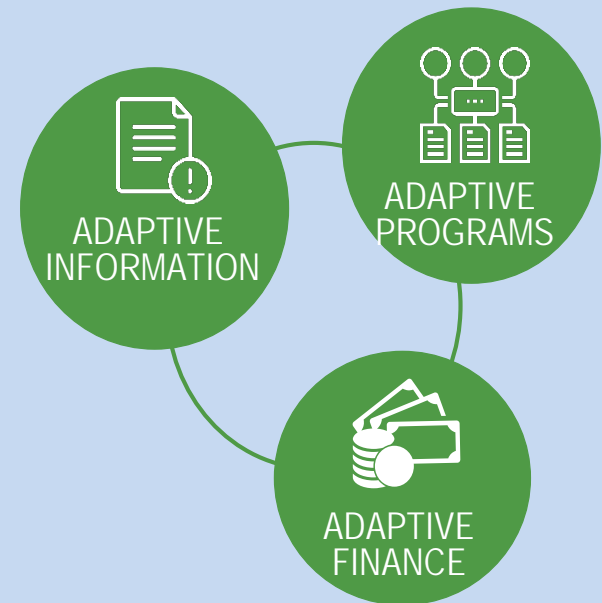 ADAPTIVE
INFORMATION
ADAPTIVE
PROGRAMS
ADAPTIVE
FINANCE